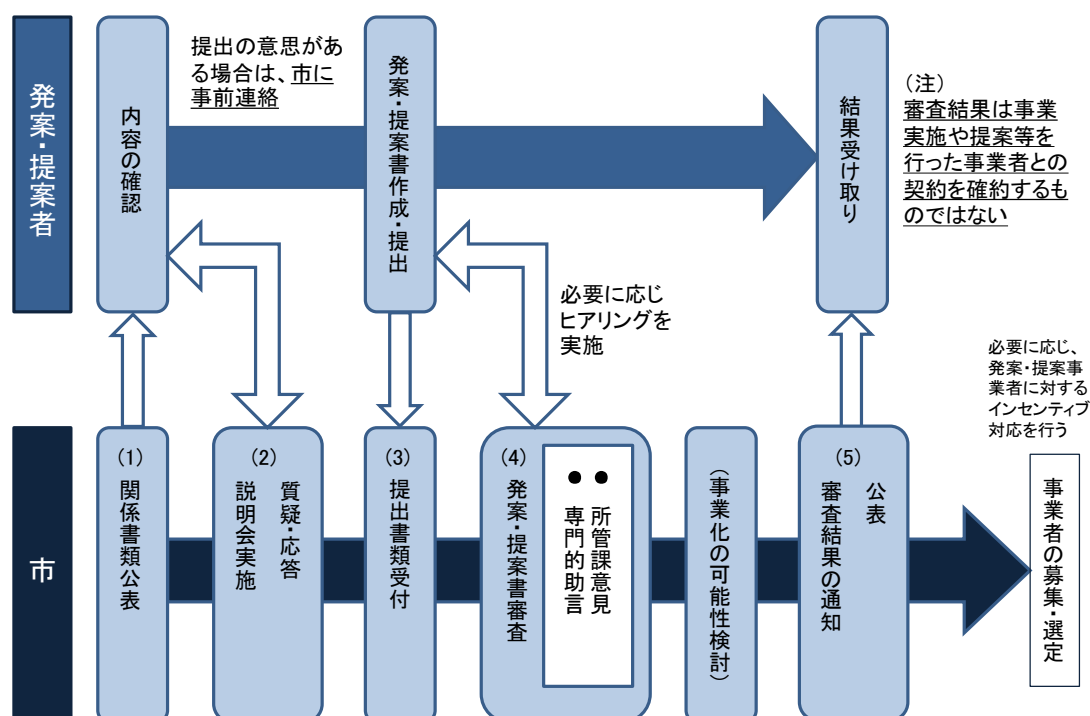 発案・提案者
内容の確認
提出の意思があ
る場合は、市に
事前連絡
発案・提案書作成・提出
結果受け取り
(注)
審査結果は事業
実施や提案等を
行った事業者との
契約を確約するも
のではない
必要に応じ
ヒアリングを
実施
必要に応じ、
発案・提案事
業者に対する
インセンティブ
対応を行う
市
(1)
関係書類公表
(2)
質疑・応答
説明会実施
(3)
提出書類受付
(4)
発案・提案書審査
●所管課意見
●専門的助言
(事業化の可能性検討)
(5)
公表
審査結果の通知
事業者の募集・選定